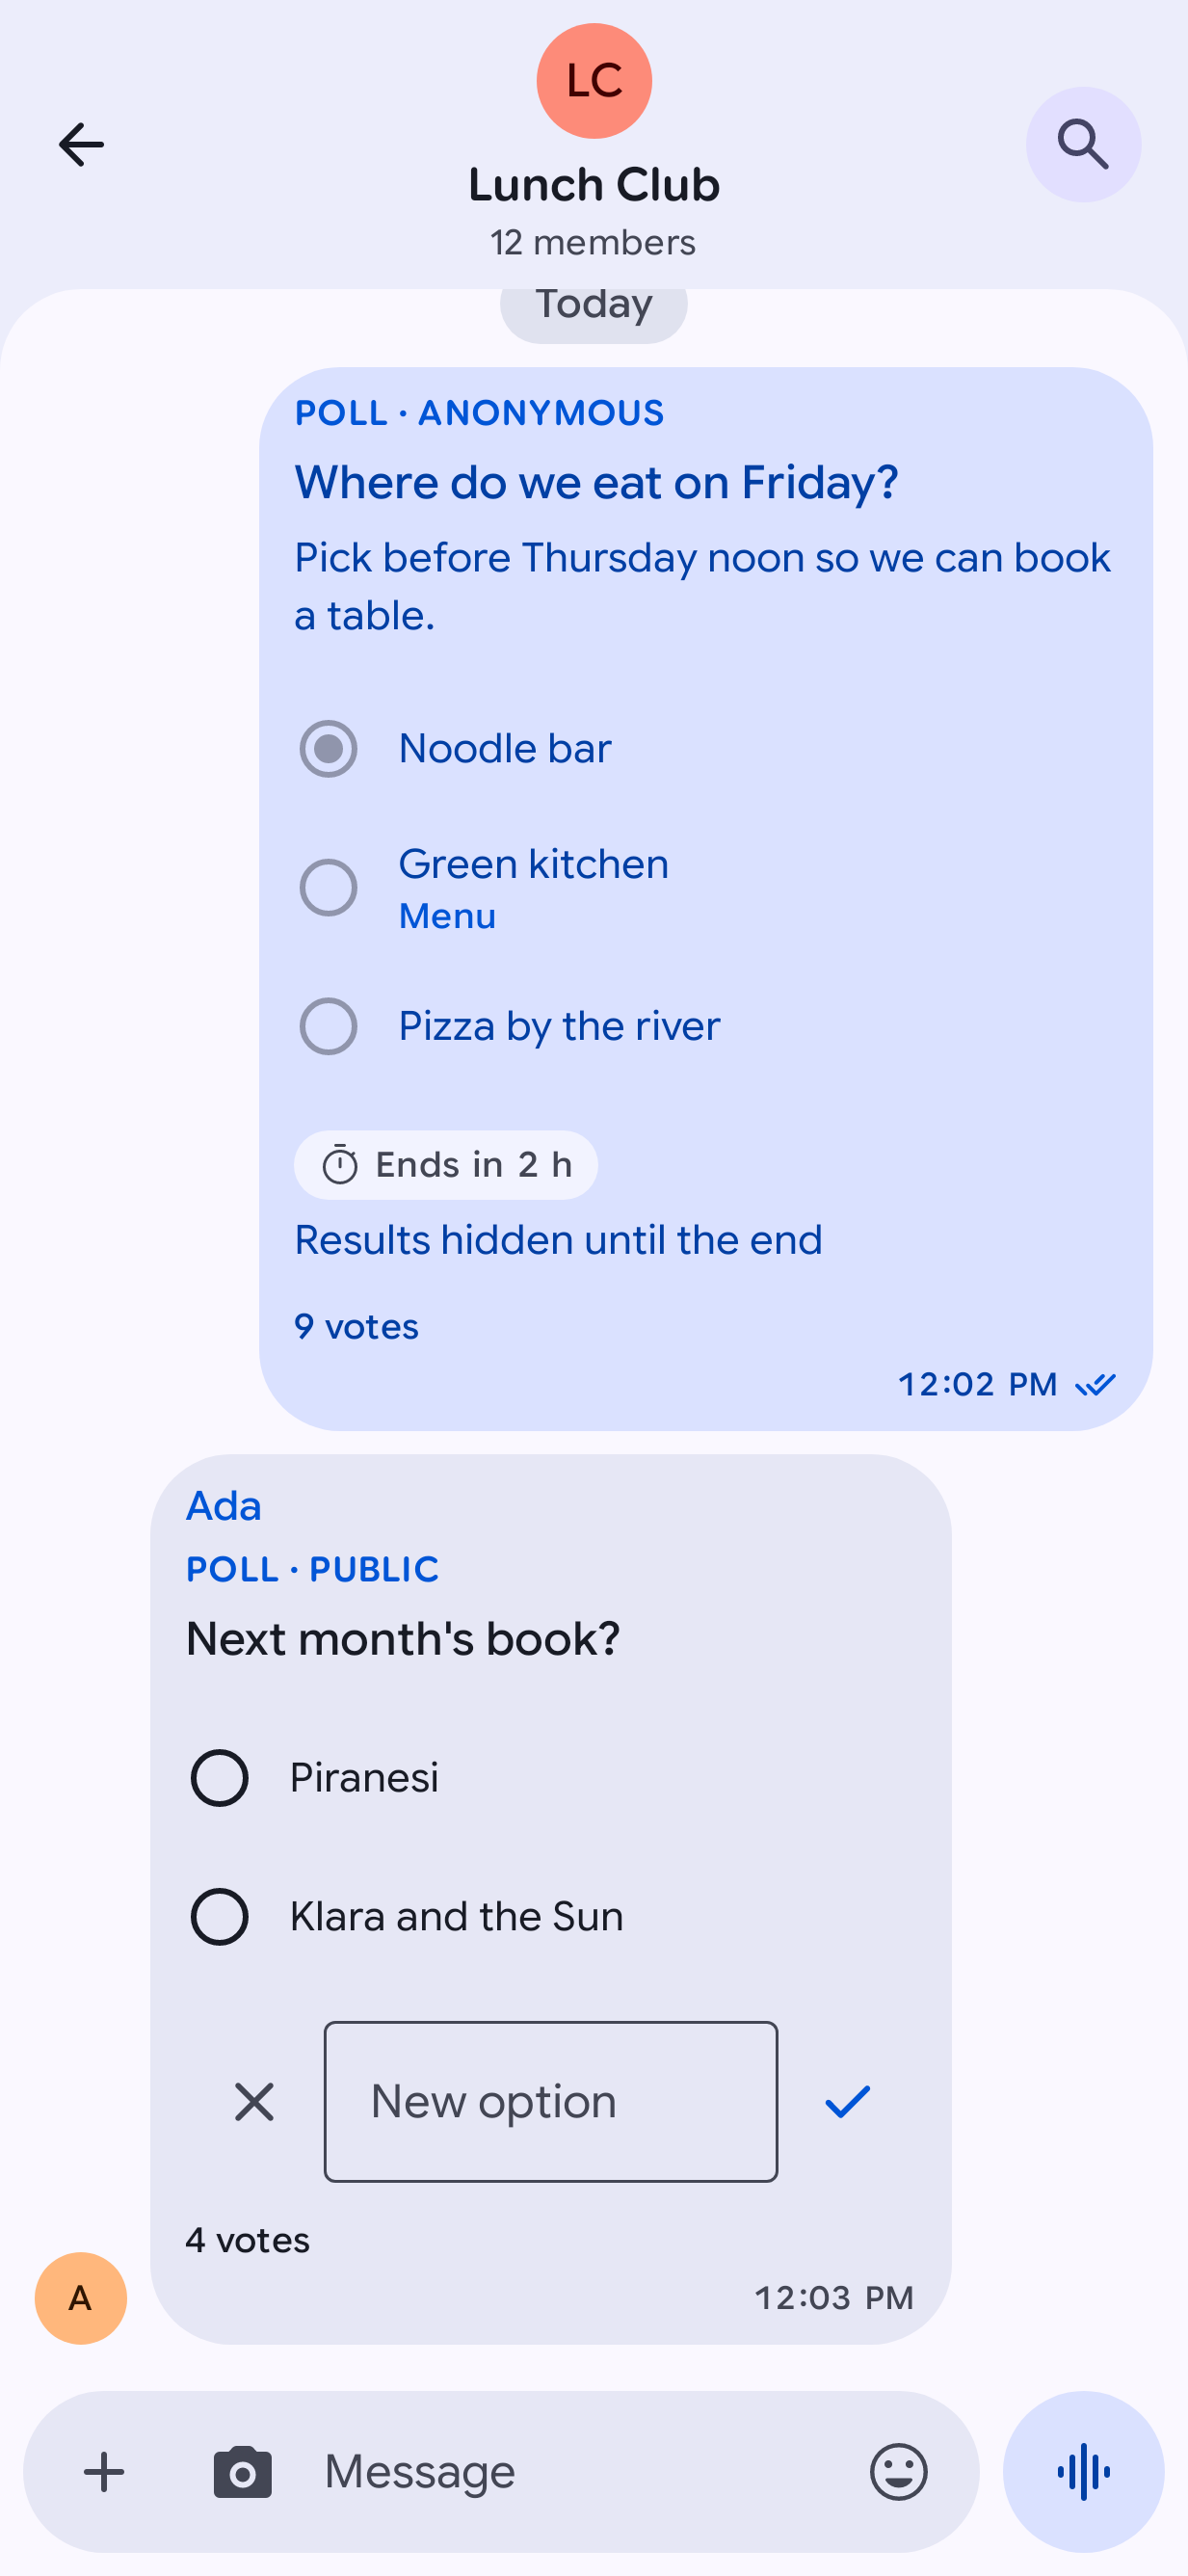 LC
Lunch Club
12 members
Today
POLL · ANONYMOUS
Where do we eat on Friday?
Pick before Thursday noon so we can book
a table.
Noodle bar
Green kitchen
Menu
Pizza by the river
Ends in 2 h
Results hidden until the end
9 votes
12:02 PM
Ada
POLL · PUBLIC
Next month's book?
Piranesi
Klara and the Sun
New option
4 votes
A
12:03 PM
Message